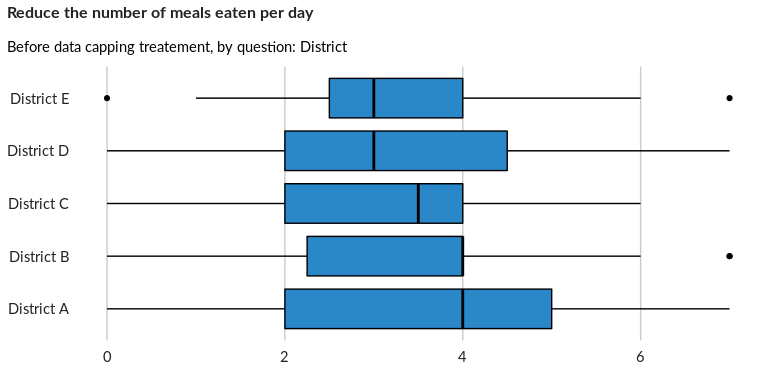 Reduce the number of meals eaten per day
Before data capping treatement, by question: District
District E
District D
District C
District B
District A
0 2 4 6